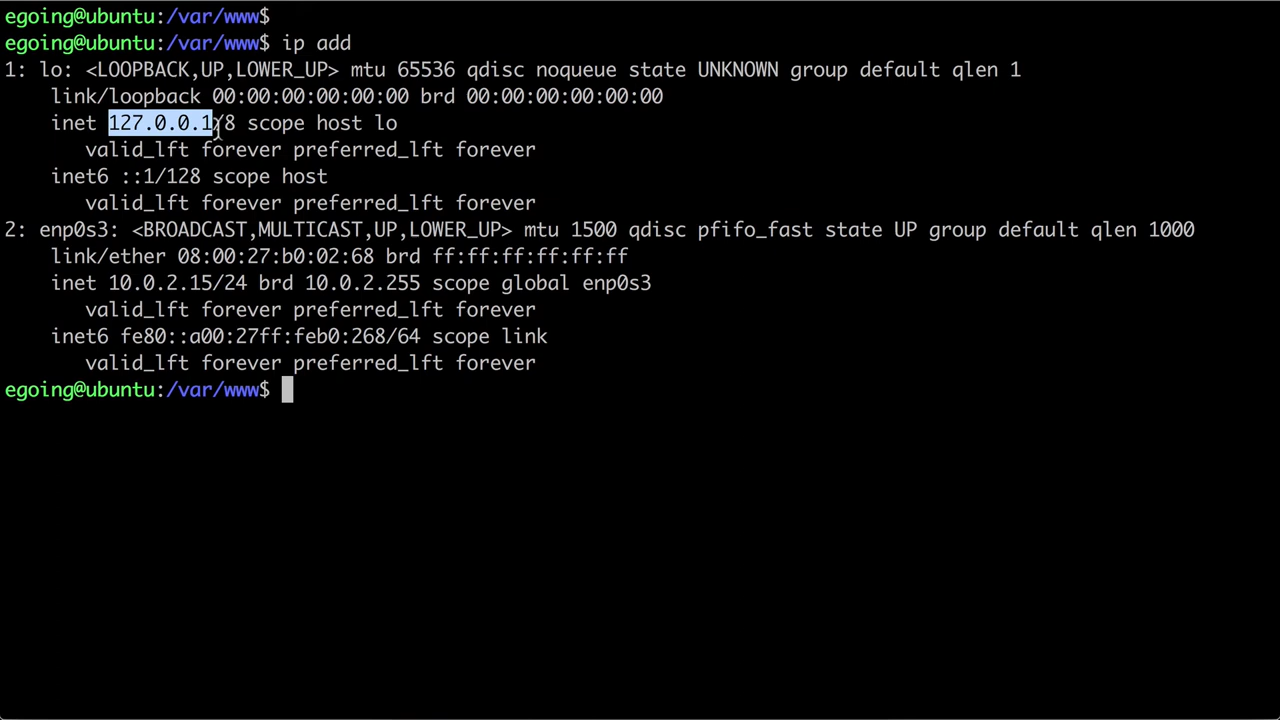 egoing@ubuntu:/var/www$
egoing@ubuntu:/var/www$ ip add
1: lo: <LOOPBACK,UP,LOWER_UP> mtu 65536 qdisc noqueue state UNKNOWN group default qlen 1
    link/loopback 00:00:00:00:00:00 brd 00:00:00:00:00:00
    inet 127.0.0.1/8 scope host lo
       valid_lft forever preferred_lft forever
    inet6 ::1/128 scope host
       valid_lft forever preferred_lft forever
2: enp0s3: <BROADCAST,MULTICAST,UP,LOWER_UP> mtu 1500 qdisc pfifo_fast state UP group default qlen 1000
    link/ether 08:00:27:b0:02:68 brd ff:ff:ff:ff:ff:ff
    inet 10.0.2.15/24 brd 10.0.2.255 scope global enp0s3
       valid_lft forever preferred_lft forever
    inet6 fe80::a00:27ff:feb0:268/64 scope link
       valid_lft forever preferred_lft forever
egoing@ubuntu:/var/www$